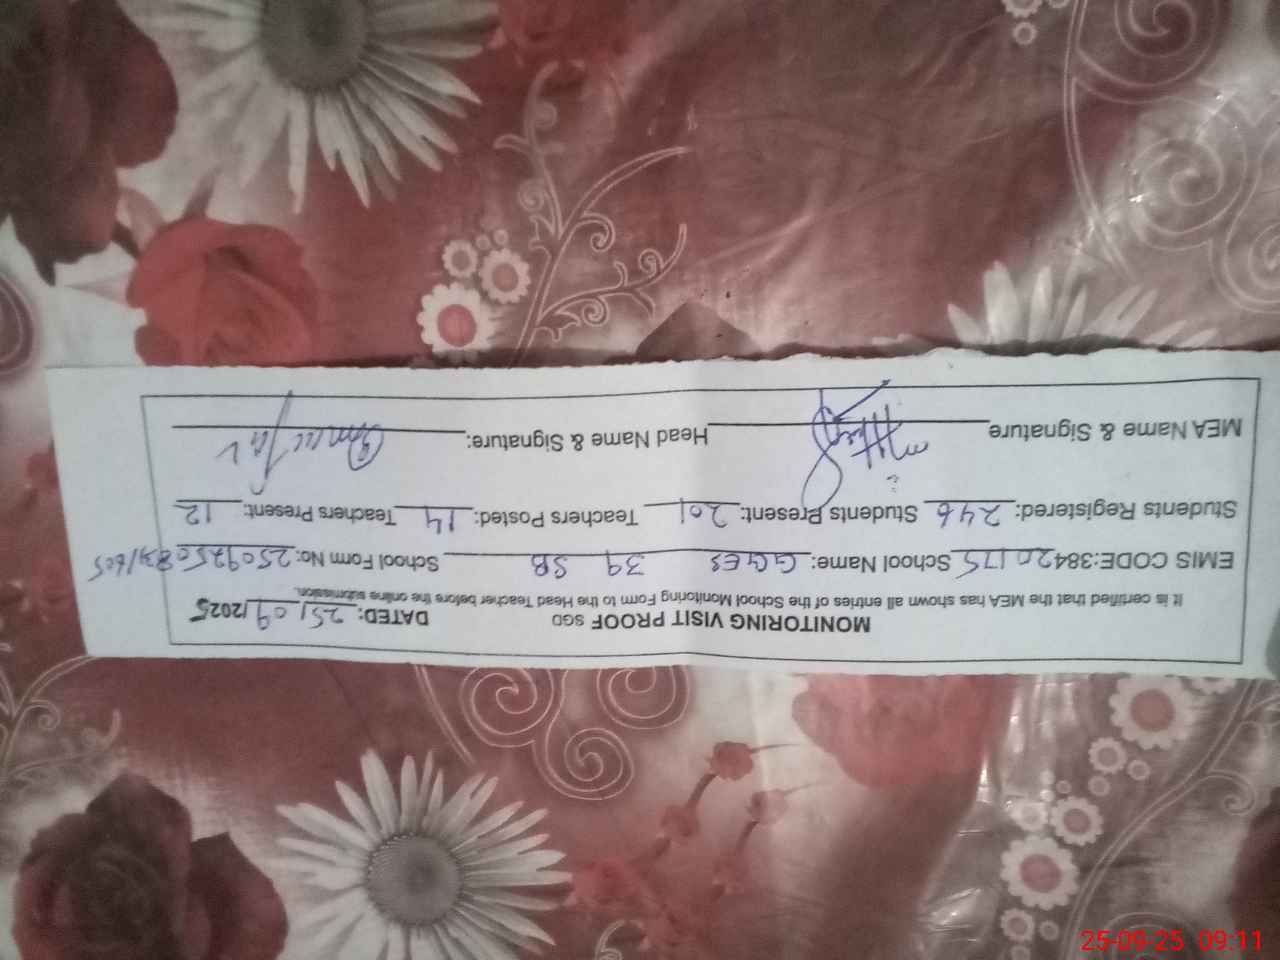 MONITORING VISIT PROOF SGD DATED: 25/09/2025
It is certified that the MEA has shown all entries of the School Monitoring Form to the Head Teacher before the online submission.
EMIS CODE:38420175 School Name: GGES 39 SB School Form No:
Students Registered: 246 Students Present: 201 Teachers Posted: 14 Teachers Present: 12
MEA Name & Signature Head Name & Signature:
25-09-25 09:11